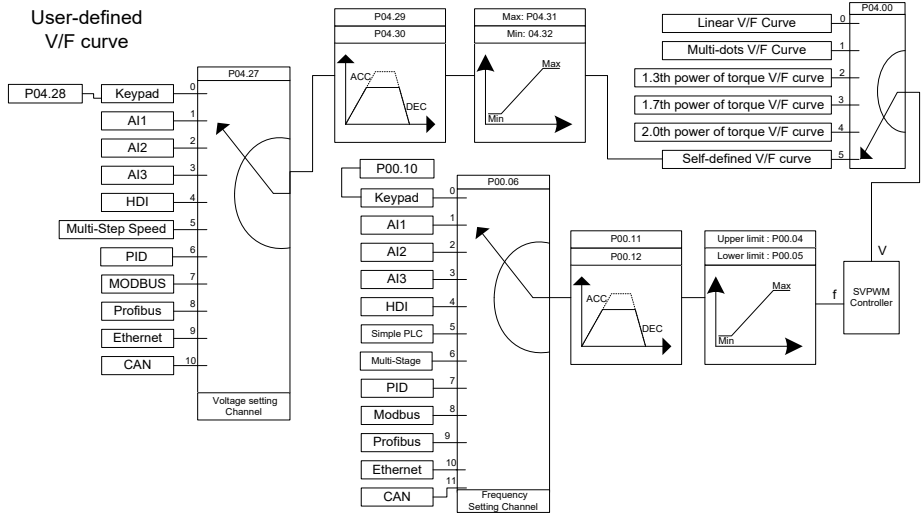 User-defined
V/F curve
P04.28
Keypad
AI1
AI2
AI3
HDI
Multi-Step Speed
PID
MODBUS
Profibus
Ethernet
CAN
0
1
2
3
4
5
6
7
8
9
10
P04.27
Voltage setting
Channel
P04.29
P04.30
ACC
DEC
Max: P04.31
Min: 04.32
Max
Min
P04.00
Linear V/F Curve
0
Multi-dots V/F Curve
1
1.3th power of torque V/F curve
2
1.7th power of torque V/F curve
3
2.0th power of torque V/F curve
4
Self-defined V/F curve
5
P00.10
Keypad
AI1
AI2
AI3
HDI
Simple PLC
Multi-Stage
PID
Modbus
Profibus
Ethernet
CAN
0
1
2
3
4
5
6
7
8
9
10
11
P00.06
Frequency
Setting Channel
P00.11
P00.12
ACC
DEC
Upper limit : P00.04
Lower limit : P00.05
Max
Min
f
V
SVPWM
Controller